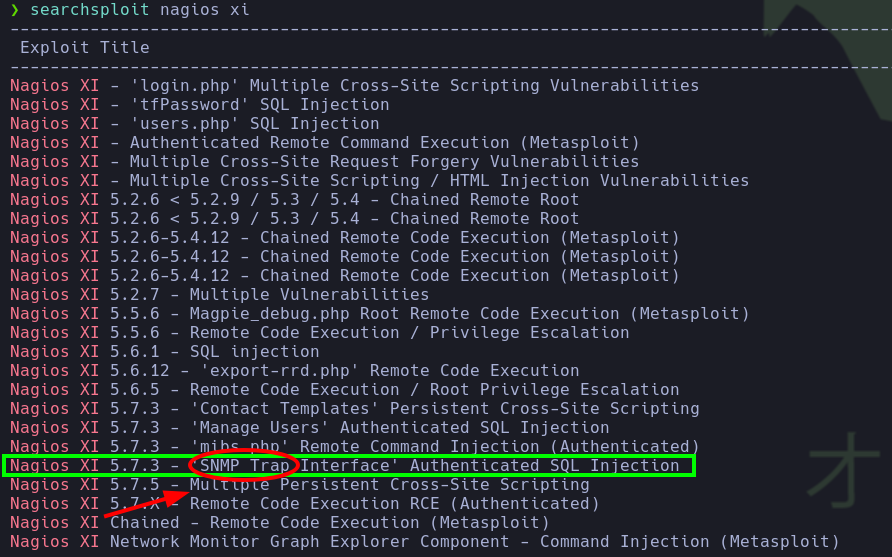 ❯ searchsploit nagios xi
--------------------------------------------------------------------------------------
Exploit Title
--------------------------------------------------------------------------------------
Nagios XI - 'login.php' Multiple Cross-Site Scripting Vulnerabilities
Nagios XI - 'tfPassword' SQL Injection
Nagios XI - 'users.php' SQL Injection
Nagios XI - Authenticated Remote Command Execution (Metasploit)
Nagios XI - Multiple Cross-Site Request Forgery Vulnerabilities
Nagios XI - Multiple Cross-Site Scripting / HTML Injection Vulnerabilities
Nagios XI 5.2.6 < 5.2.9 / 5.3 / 5.4 - Chained Remote Root
Nagios XI 5.2.6 < 5.2.9 / 5.3 / 5.4 - Chained Remote Root
Nagios XI 5.2.6-5.4.12 - Chained Remote Code Execution (Metasploit)
Nagios XI 5.2.6-5.4.12 - Chained Remote Code Execution (Metasploit)
Nagios XI 5.2.6-5.4.12 - Chained Remote Code Execution (Metasploit)
Nagios XI 5.2.7 - Multiple Vulnerabilities
Nagios XI 5.5.6 - Magpie_debug.php Root Remote Code Execution (Metasploit)
Nagios XI 5.5.6 - Remote Code Execution / Privilege Escalation
Nagios XI 5.6.1 - SQL injection
Nagios XI 5.6.12 - 'export-rrd.php' Remote Code Execution
Nagios XI 5.6.5 - Remote Code Execution / Root Privilege Escalation
Nagios XI 5.7.3 - 'Contact Templates' Persistent Cross-Site Scripting
Nagios XI 5.7.3 - 'Manage Users' Authenticated SQL Injection
Nagios XI 5.7.3 - 'mibs.php' Remote Command Injection (Authenticated)
Nagios XI 5.7.3 - 'SNMP Trap Interface' Authenticated SQL Injection
Nagios XI 5.7.5 - Multiple Persistent Cross-Site Scripting
Nagios XI 5.7.X - Remote Code Execution RCE (Authenticated)
Nagios XI Chained - Remote Code Execution (Metasploit)
Nagios XI Network Monitor Graph Explorer Component - Command Injection (Metasploit)
才